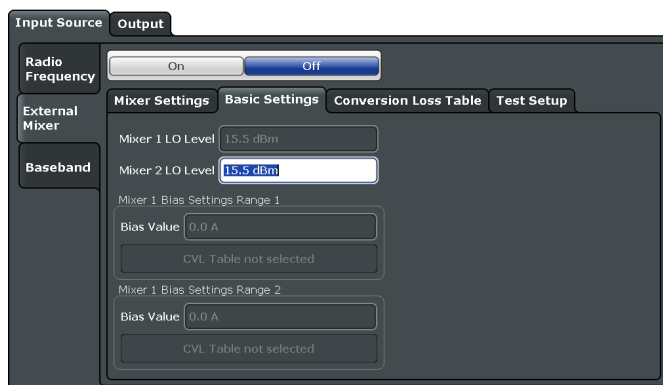 Input Source Output
Radio
Frequency
On Off
External
Mixer
Baseband
Mixer Settings Basic Settings Conversion Loss Table Test Setup
Mixer 1 LO Level 15.5 dBm
Mixer 2 LO Level 15.5 dBm
Mixer 1 Bias Settings Range 1
Bias Value 0.0 A
CVL Table not selected
Mixer 1 Bias Settings Range 2
Bias Value 0.0 A
CVL Table not selected